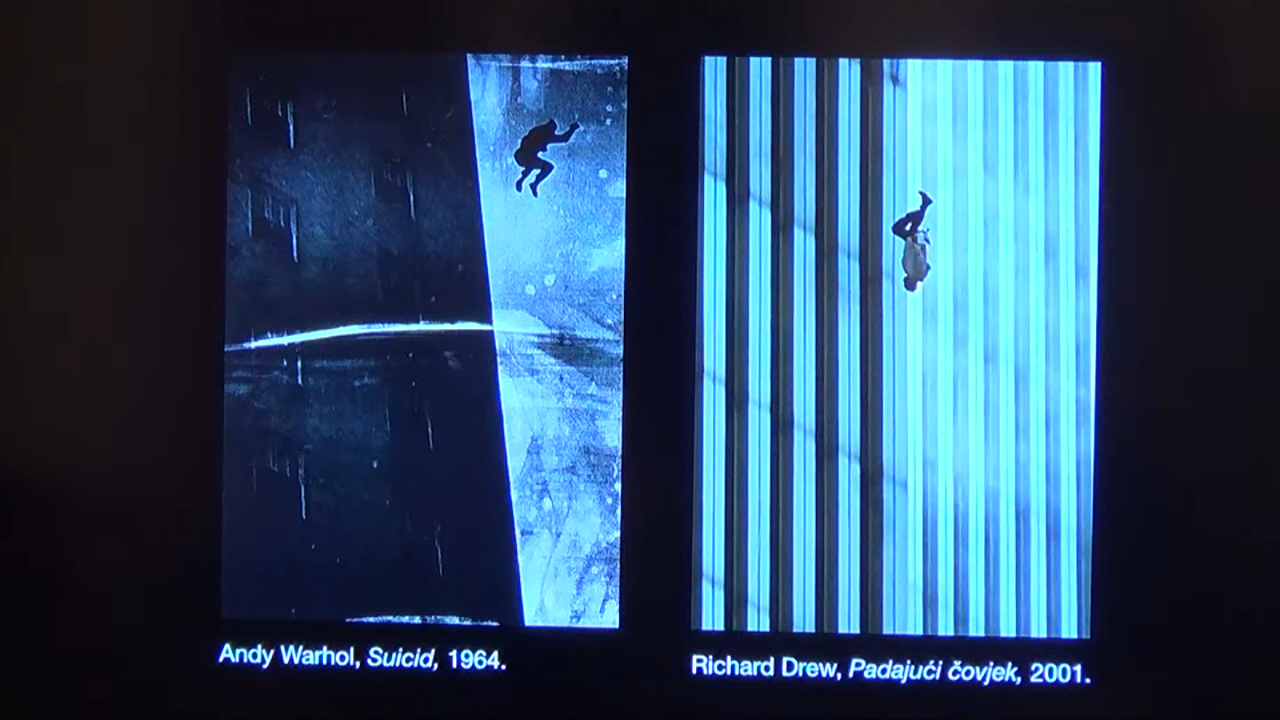 Andy Warhol, Suicid, 1964.
Richard Drew, Padajući čovjek, 2001.